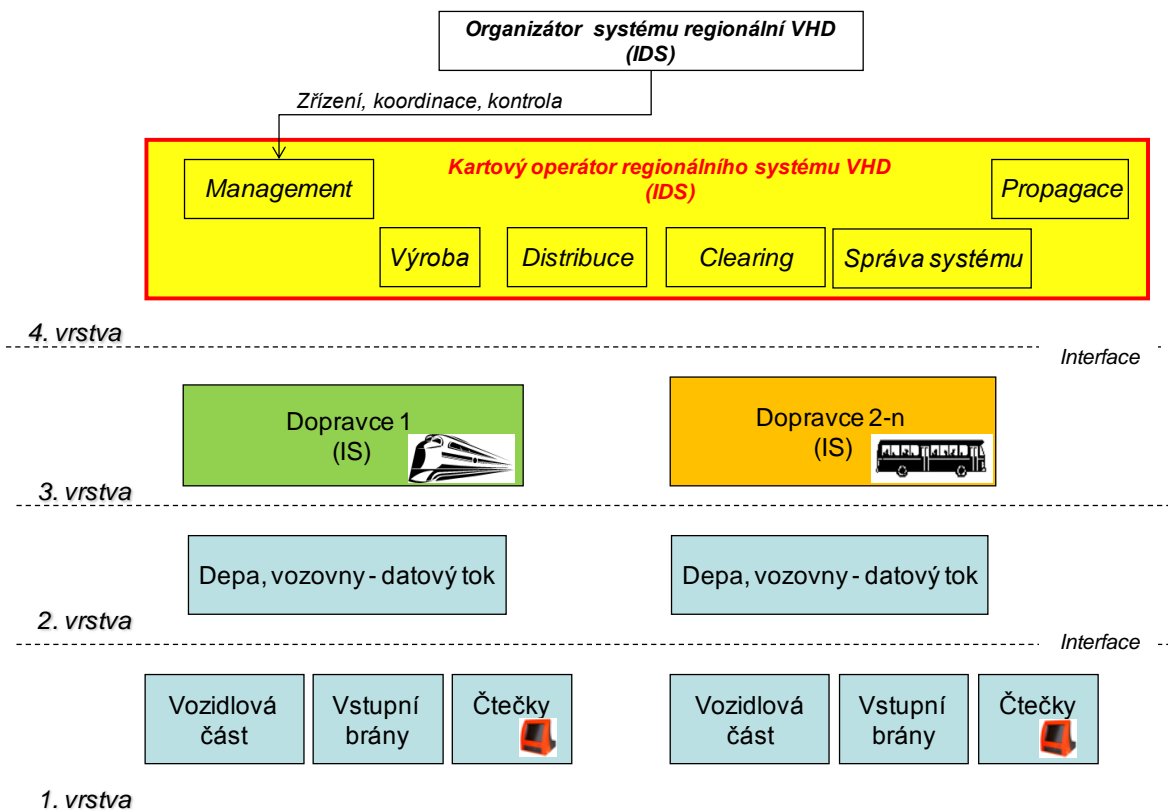 Organizátor systému regionální VHD
(IDS)
Zřízení, koordinace, kontrola
Kartový operátor regionálního systému VHD
(IDS)
Management
Propagace
Výroba
Distribuce
Clearing
Správa systému
4. vrstva
Interface
Dopravce 1
(IS)
Dopravce 2-n
(IS)
3. vrstva
Depa, vozovny - datový tok
Depa, vozovny - datový tok
2. vrstva
Interface
Vozidlová
část
Vstupní
brány
Čtečky
Vozidlová
část
Vstupní
brány
Čtečky
1. vrstva